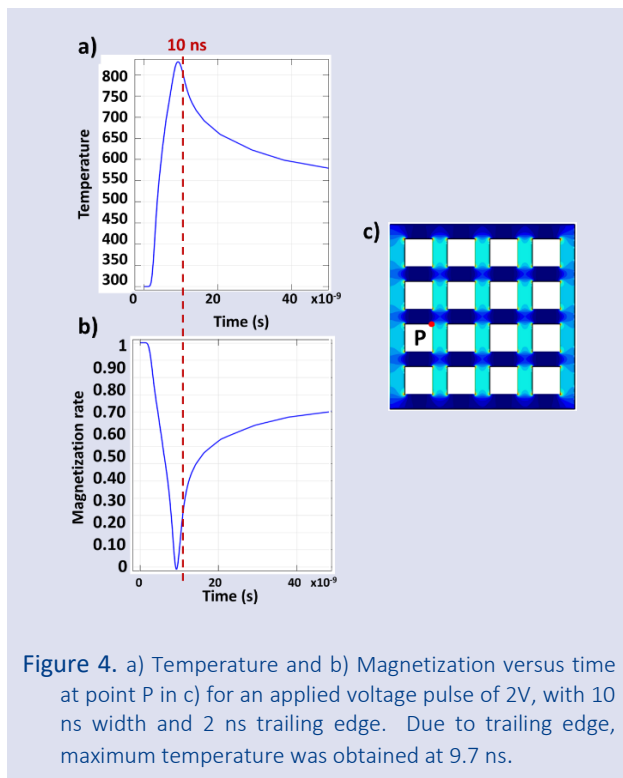 a)
10 ns
800
750
700
650
600
550
500
450
400
350
300
Temperature
0
20
40
x10-9
Time (s)
b)
1
0.90
0.80
0.70
0.60
0.50
0.40
0.30
0.20
0.10
0
Magnetization rate
0
20
40
x10-9
Time (s)
c)
P
Figure 4. a) Temperature and b) Magnetization versus time
at point P in c) for an applied voltage pulse of 2V, with 10
ns width and 2 ns trailing edge. Due to trailing edge,
maximum temperature was obtained at 9.7 ns.